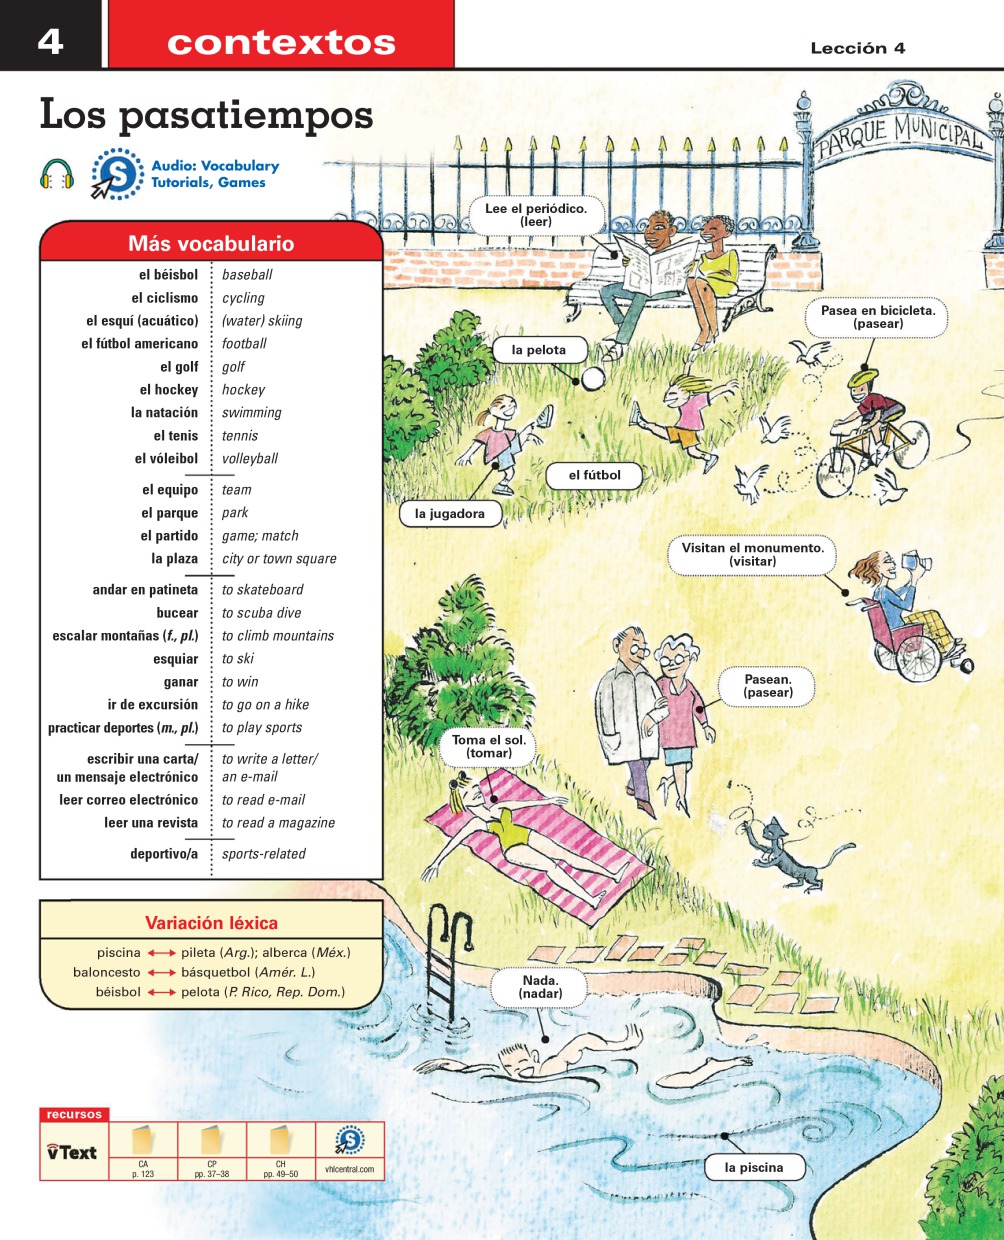 4
contextos
Lección 4
Los pasatiempos
Audio: Vocabulary
Tutorials, Games
Más vocabulario
el béisbol baseball
el ciclismo cycling
el esquí (acuático) (water) skiing
el fútbol americano football
el golf golf
el hockey hockey
la natación swimming
el tenis tennis
el vóleibol volleyball
el equipo team
el parque park
el partido game; match
la plaza city or town square
andar en patineta to skateboard
bucear to scuba dive
escalar montañas (f., pl.) to climb mountains
esquiar to ski
ganar to win
ir de excursión to go on a hike
practicar deportes (m., pl.) to play sports
escribir una carta/ to write a letter/
un mensaje electrónico an e-mail
leer correo electrónico to read e-mail
leer una revista to read a magazine
deportivo/a sports-related
Variación léxica
piscina ↔ pileta (Arg.); alberca (Méx.)
baloncesto ↔ básquetbol (Amér. L.)
béisbol ↔ pelota (P. Rico, Rep. Dom.)
recursos
vText
CA
p. 123
CP
pp. 37–38
CH
pp. 49–50
S
vhlcentral.com
PARQUE MUNICIPAL
Lee el periódico.
(leer)
Pasea en bicicleta.
(pasear)
la pelota
el fútbol
la jugadora
Visitan el monumento.
(visitar)
Pasean.
(pasear)
Toma el sol.
(tomar)
Nada.
(nadar)
la piscina